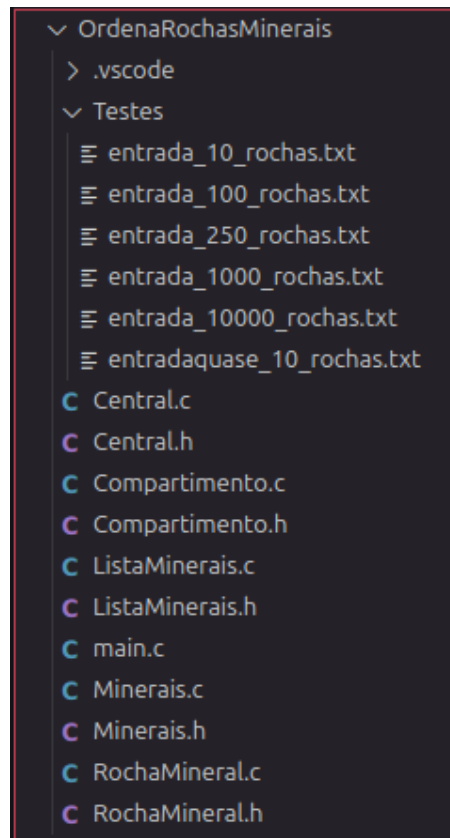 OrdenaRochasMinerais
.vscode
Testes
entrada_10_rochas.txt
entrada_100_rochas.txt
entrada_250_rochas.txt
entrada_1000_rochas.txt
entrada_10000_rochas.txt
entradaquase_10_rochas.txt
C Central.c
C Central.h
C Compartimento.c
C Compartimento.h
C ListaMinerais.c
C ListaMinerais.h
C main.c
C Minerais.c
C Minerais.h
C RochaMineral.c
C RochaMineral.h